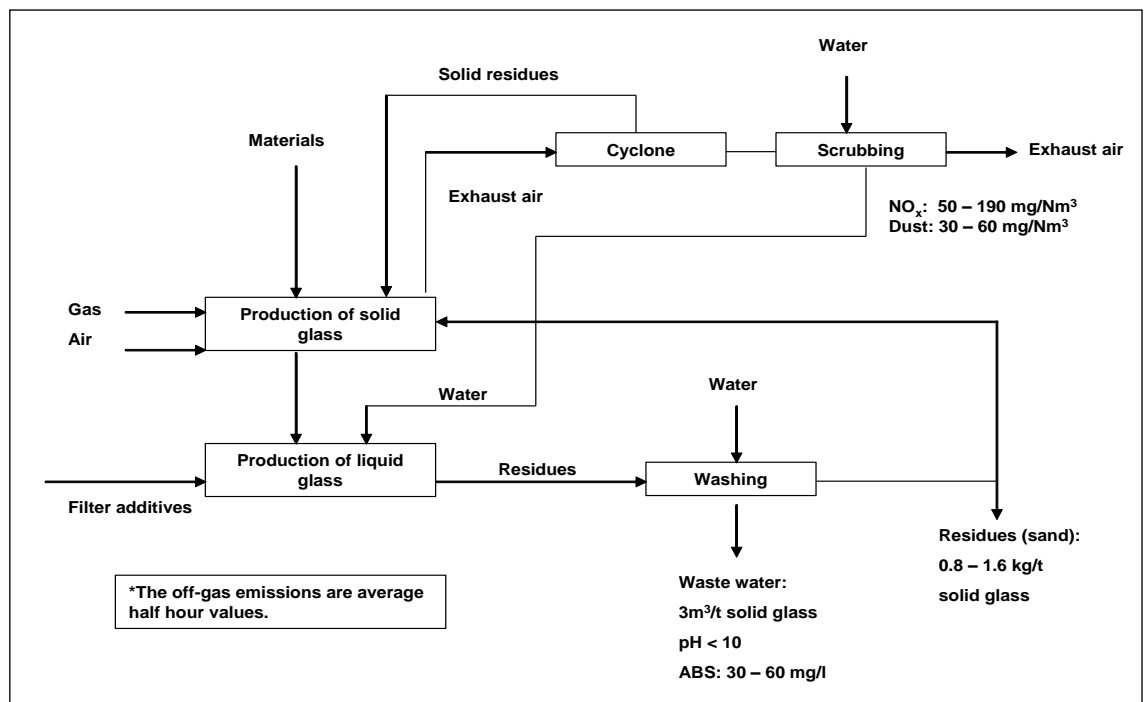 Water
Solid residues
Materials
Cyclone
Scrubbing
Exhaust air
Exhaust air
NOₓ: 50 – 190 mg/Nm³
Dust: 30 – 60 mg/Nm³
Gas
Production of solid
glass
Air
Water
Water
Production of liquid
glass
Residues
Washing
Filter additives
Residues (sand):
0.8 – 1.6 kg/t
solid glass
*The off-gas emissions are average
half hour values.
Waste water:
3m³/t solid glass
pH < 10
ABS: 30 – 60 mg/l